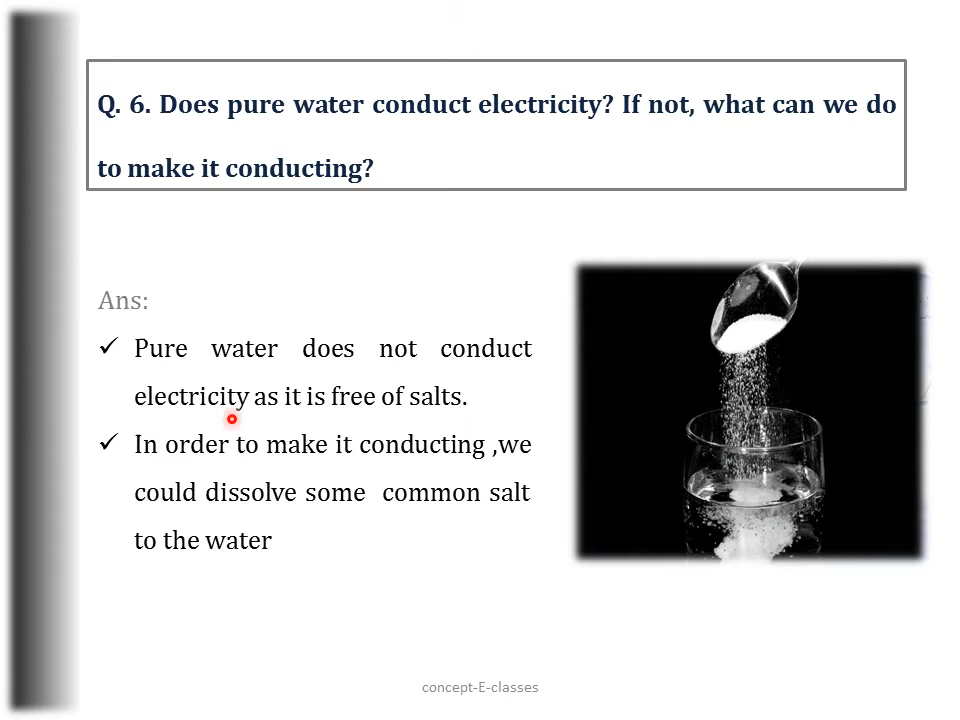 Q. 6. Does pure water conduct electricity? If not, what can we do
to make it conducting?
Ans:
✓ Pure water does not conduct
electricity as it is free of salts.
✓ In order to make it conducting ,we
could dissolve some common salt
to the water
concept-E-classes